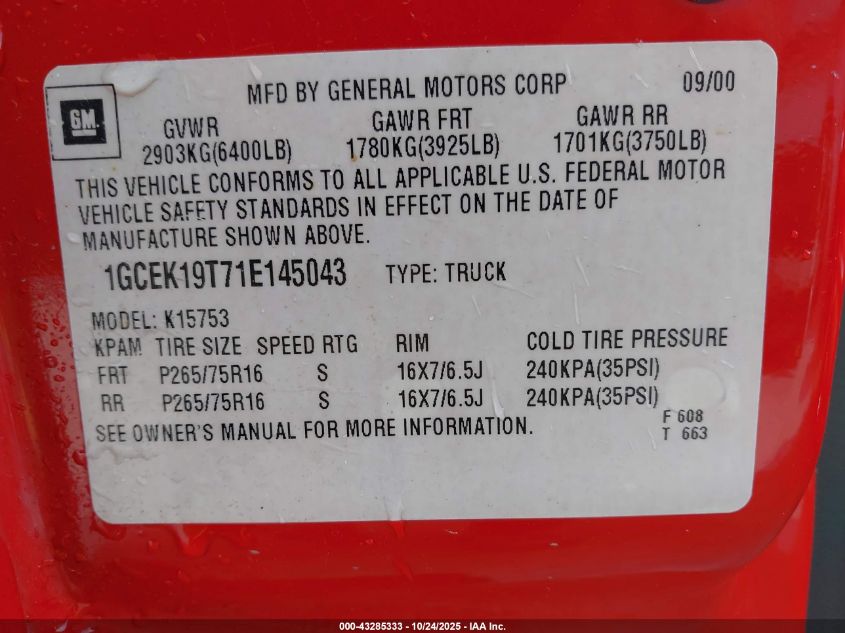 MFD BY GENERAL MOTORS CORP 09/00
GM
GVWR GAWR FRT GAWR RR
2903KG(6400LB) 1780KG(3925LB) 1701KG(3750LB)
THIS VEHICLE CONFORMS TO ALL APPLICABLE U.S. FEDERAL MOTOR
VEHICLE SAFETY STANDARDS IN EFFECT ON THE DATE OF
MANUFACTURE SHOWN ABOVE.
1GCEK19T71E145043 TYPE: TRUCK
MODEL: K15753
KPAM TIRE SIZE SPEED RTG RIM COLD TIRE PRESSURE
FRT P265/75R16 S 16X7/6.5J 240KPA(35PSI)
RR P265/75R16 S 16X7/6.5J 240KPA(35PSI)
SEE OWNER'S MANUAL FOR MORE INFORMATION.
F 608
T 663
000-43285333 - 10/24/2025 - IAA Inc.